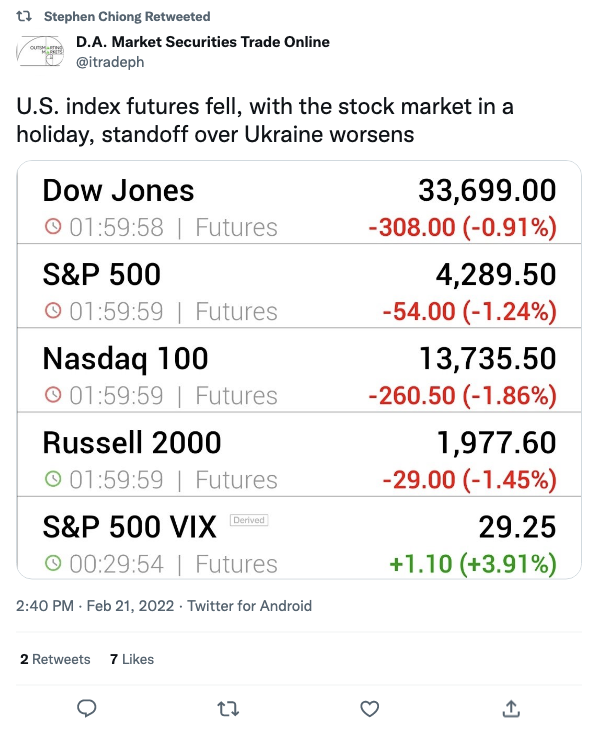 Stephen Chiong Retweeted
D.A. Market Securities Trade Online
@itradeph
U.S. index futures fell, with the stock market in a
holiday, standoff over Ukraine worsens
Dow Jones 33,699.00
01:59:58 | Futures -308.00 (-0.91%)
S&P 500 4,289.50
01:59:59 | Futures -54.00 (-1.24%)
Nasdaq 100 13,735.50
01:59:59 | Futures -260.50 (-1.86%)
Russell 2000 1,977.60
01:59:59 | Futures -29.00 (-1.45%)
S&P 500 VIX Derived 29.25
00:29:54 | Futures +1.10 (+3.91%)
2:40 PM · Feb 21, 2022 · Twitter for Android
2 Retweets 7 Likes